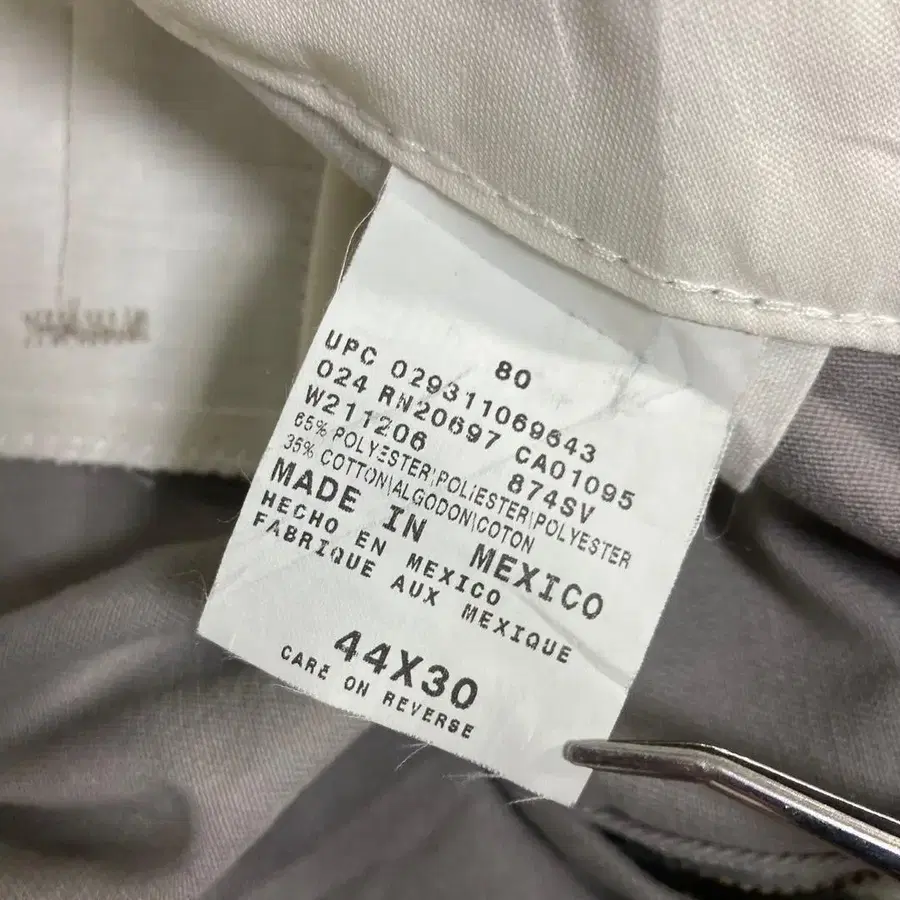 80
UPC 029311069643
024 RN20697 CA01095
W211206 874SV
65% POLYESTER\POLIESTER\POLYESTER
35% COTTON\ALGODON\COTON
MADE IN MEXICO
HECHO EN MEXICO
FABRIQUE AUX MEXIQUE
44X30
CARE ON REVERSE